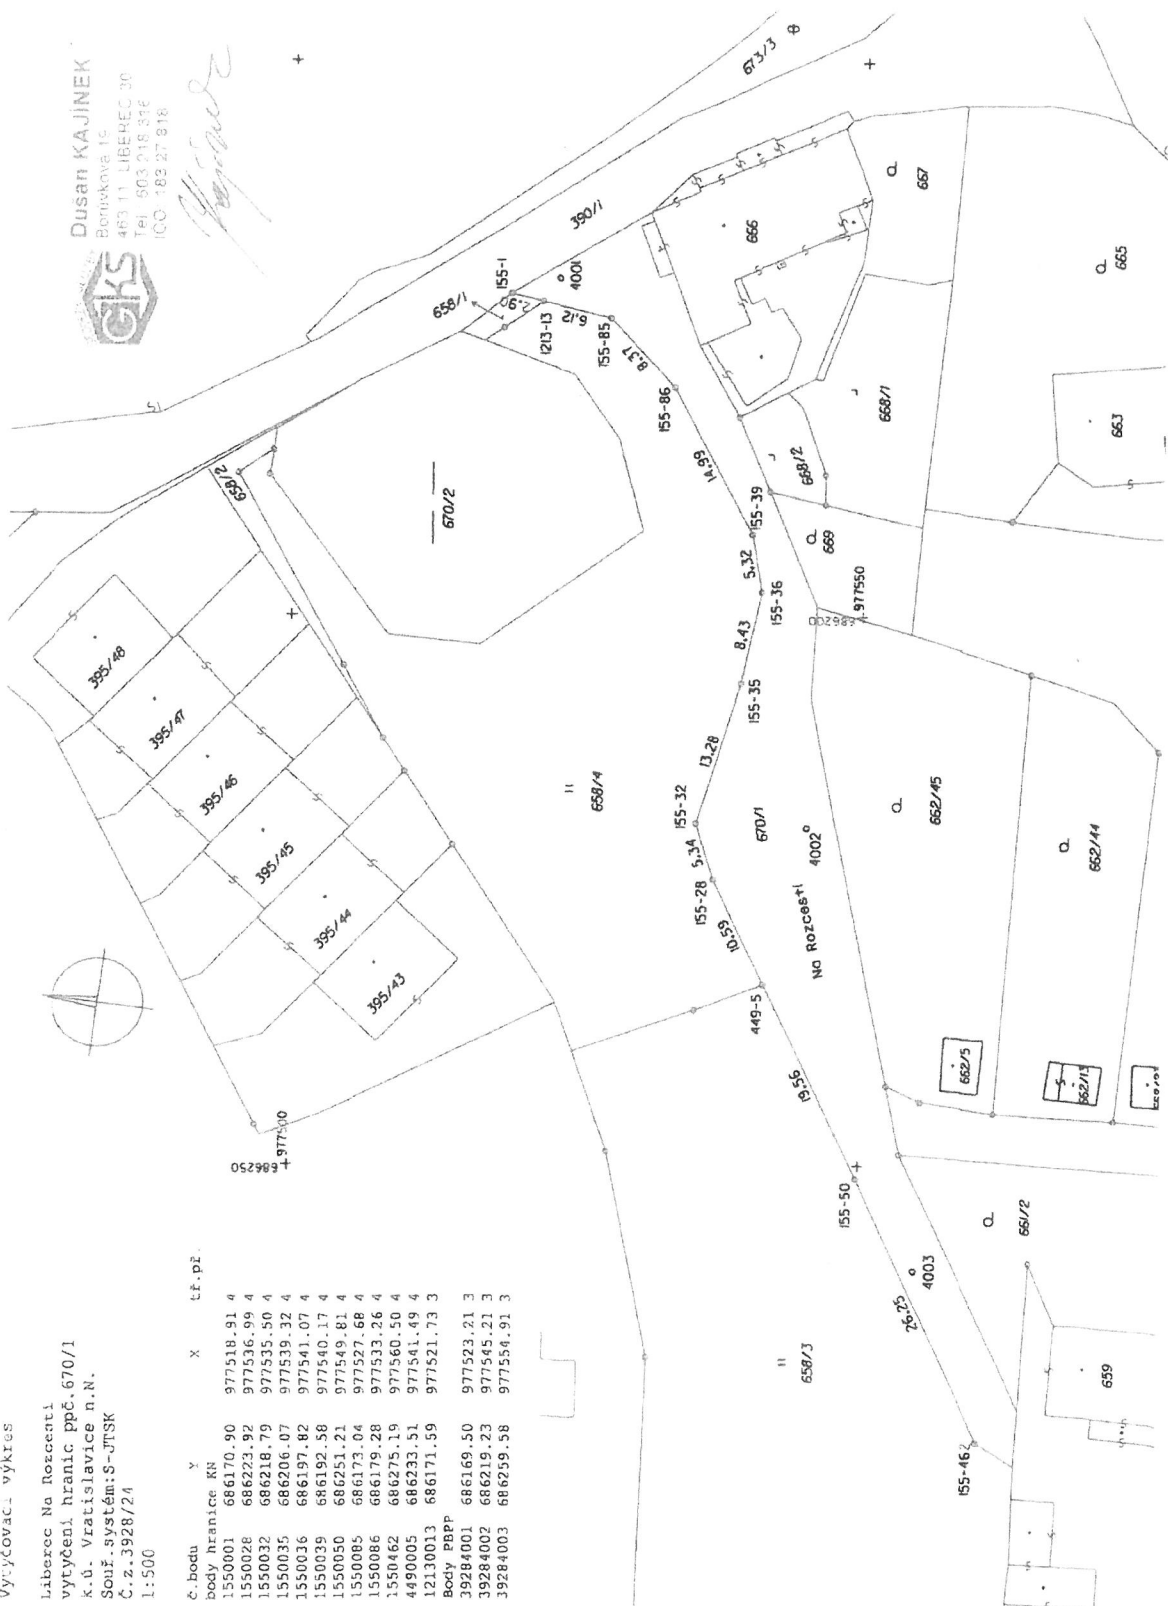 Vytyčovací výkres
Liberec Na Rozcestí
vytyčení hranic ppč.670/1
k.ú. Vratislavice n.N.
Souř.systém:S-JTSK
Č.z.3928/24
1:500
č.bodu Y X tř.př.
body hranice KN
1550001 686170.90 977518.91 4
1550028 686223.92 977536.99 4
1550032 686218.79 977535.50 4
1550035 686206.07 977539.32 4
1550036 686197.82 977541.07 4
1550039 686192.58 977540.17 4
1550050 686251.21 977549.81 4
1550085 686173.04 977527.68 4
1550086 686179.28 977533.26 4
1550462 686275.19 977560.50 4
4490005 686233.51 977541.49 4
12130013 686171.59 977521.73 3
Body PBPP
39284001 686169.50 977523.21 3
39284002 686219.23 977545.21 3
39284003 686259.58 977554.91 3
Dušan KAJÍNEK
Borůvkova 19
463 11 LIBEREC 30
Tel. 603 218 316
IČO 183 27 818
GKS
395/48
395/47
395/46
395/45
395/44
395/43
686250
977500
658/2
670/2
658/1
155-1
2.90
4001
1213-13
6.12
155-85
8.37
155-86
14.99
155-39
5.32
155-36
8.43
155-35
13.28
155-32
5.34
155-28
10.59
449-5
19.56
155-50
26.25
155-462
390/1
673/3
666
667
665
668/1
668/2
663
669
686200
977550
658/4
670/1
4002
Na Rozcestí
662/45
662/44
662/5
662/13
661/2
4003
658/3
659